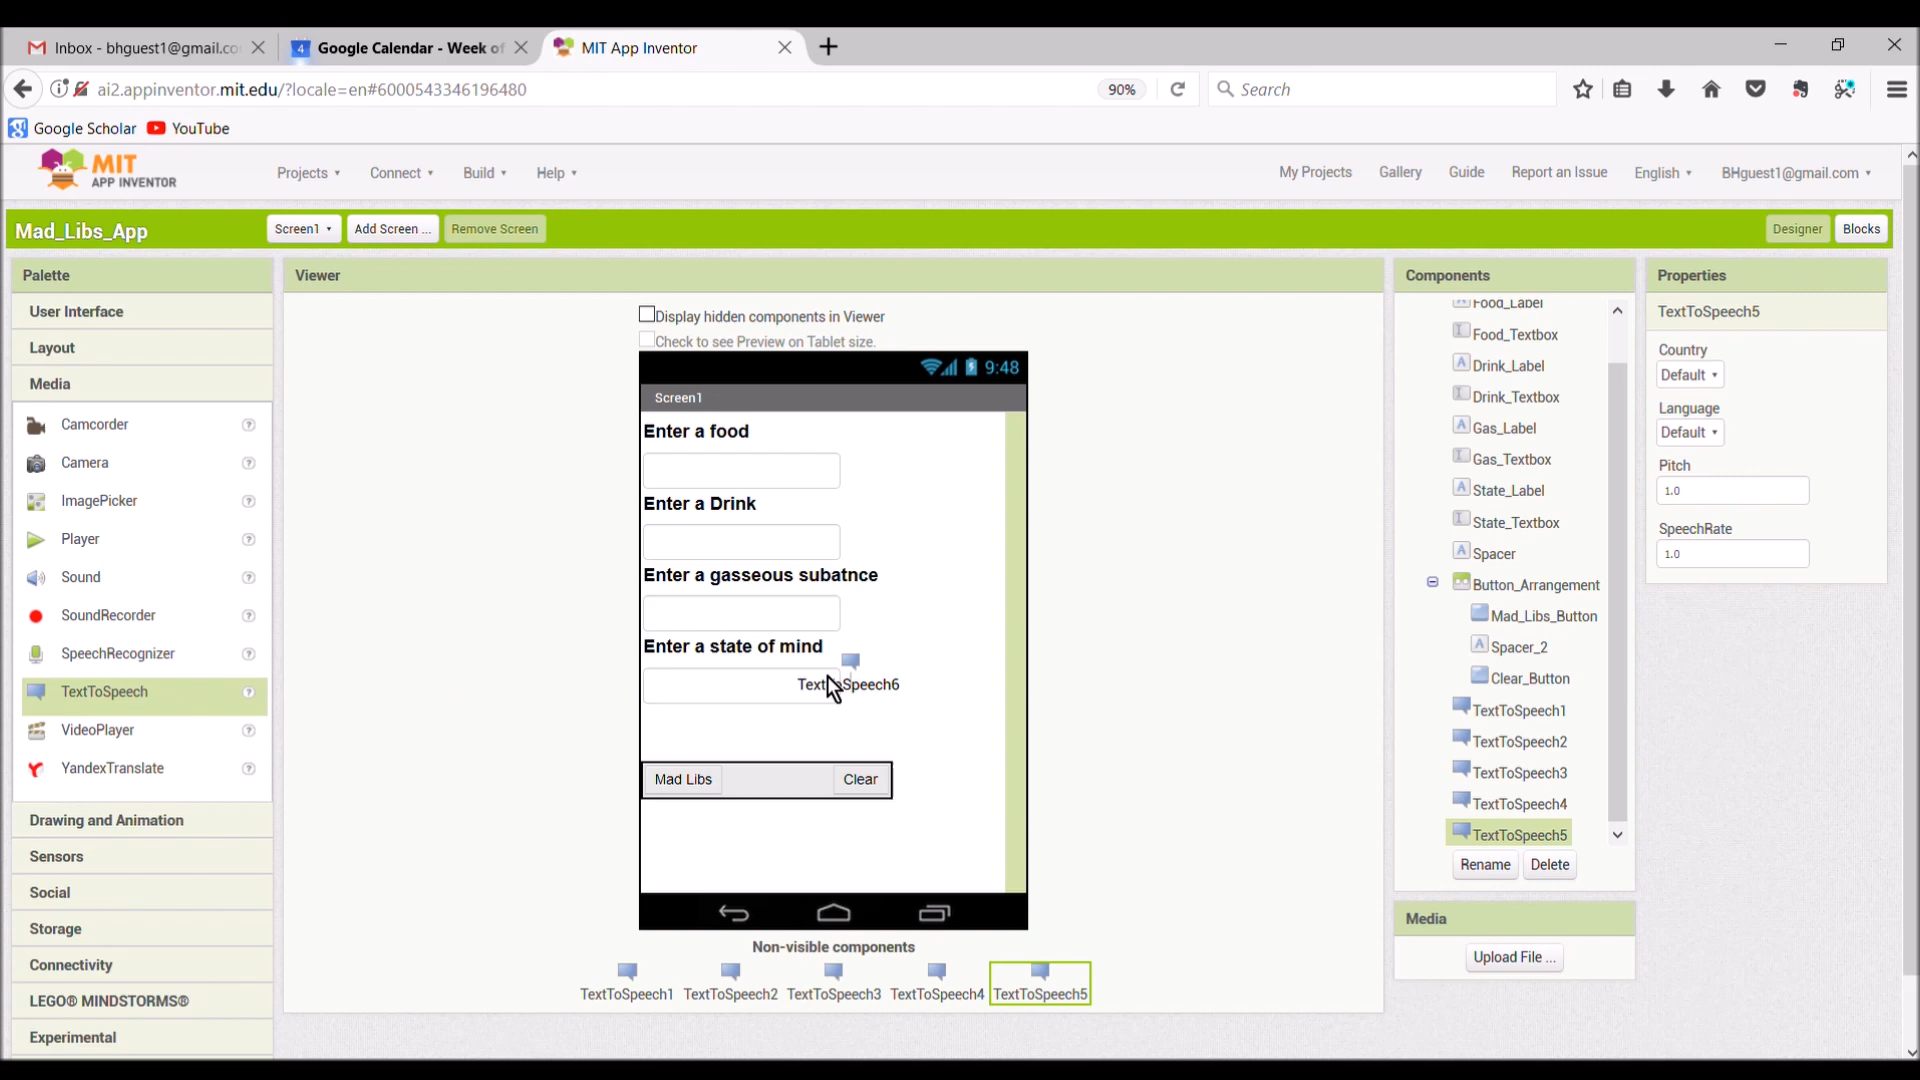 Inbox - bhguest1@gmail.co
4 Google Calendar - Week of
MIT App Inventor
ai2.appinventor.mit.edu/?locale=en#6000543346196480
90%
Search
Google Scholar
YouTube
MIT
APP INVENTOR
Projects
Connect
Build
Help
My Projects
Gallery
Guide
Report an Issue
English
BHguest1@gmail.com
Mad_Libs_App
Screen1
Add Screen ...
Remove Screen
Designer
Blocks
Palette
User Interface
Layout
Media
Camcorder
Camera
ImagePicker
Player
Sound
SoundRecorder
SpeechRecognizer
TextToSpeech
VideoPlayer
YandexTranslate
Drawing and Animation
Sensors
Social
Storage
Connectivity
LEGO® MINDSTORMS®
Experimental
Viewer
Display hidden components in Viewer
Check to see Preview on Tablet size.
9:48
Screen1
Enter a food
Enter a Drink
Enter a gasseous subatnce
Enter a state of mind
TextToSpeech6
Mad Libs
Clear
Non-visible components
TextToSpeech1
TextToSpeech2
TextToSpeech3
TextToSpeech4
TextToSpeech5
Components
Food_Label
Food_Textbox
Drink_Label
Drink_Textbox
Gas_Label
Gas_Textbox
State_Label
State_Textbox
Spacer
Button_Arrangement
Mad_Libs_Button
Spacer_2
Clear_Button
TextToSpeech1
TextToSpeech2
TextToSpeech3
TextToSpeech4
TextToSpeech5
Rename
Delete
Media
Upload File ...
Properties
TextToSpeech5
Country
Default
Language
Default
Pitch
1.0
SpeechRate
1.0